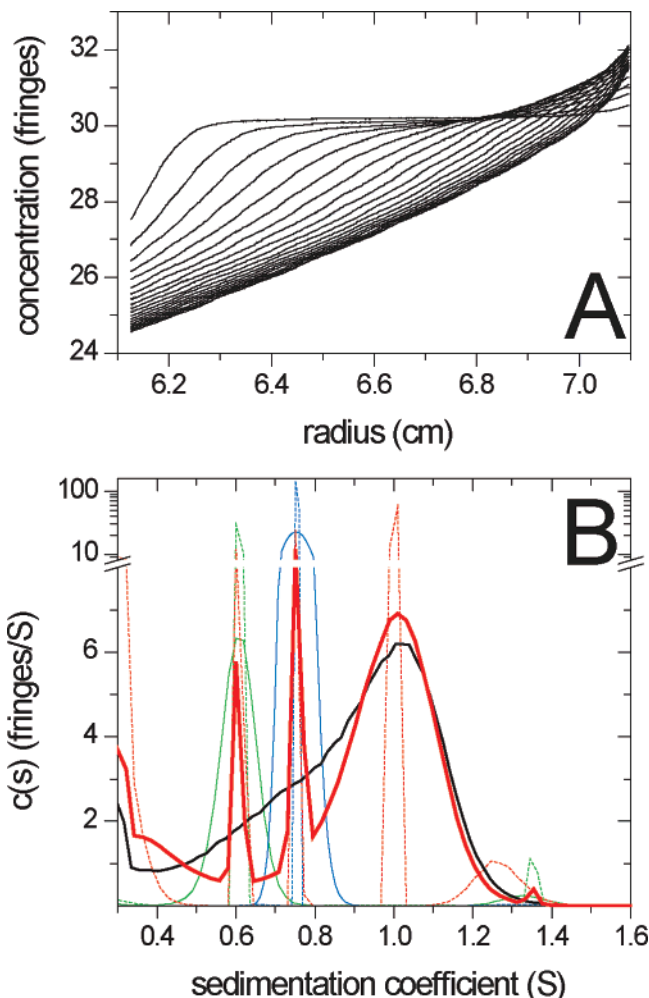 concentration (fringes)
32
30
28
26
24
A
6.2 6.4 6.6 6.8 7.0
radius (cm)
c(s) (fringes/S)
100
10
6
4
2
B
0.4 0.6 0.8 1.0 1.2 1.4 1.6
sedimentation coefficient (S)